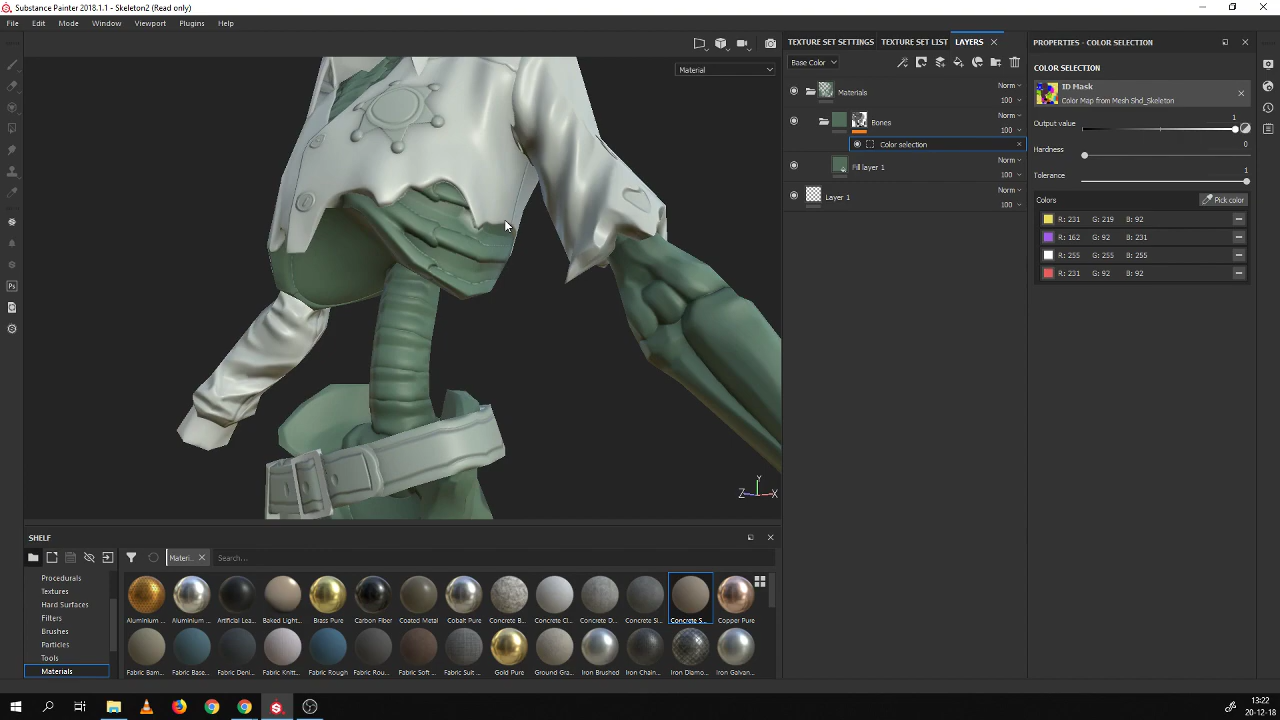 Substance Painter 2018.1.1 - Skeleton2 (Read only)
File Edit Mode Window Viewport Plugins Help
Material
TEXTURE SET SETTINGS TEXTURE SET LIST LAYERS
Base Color
Materials Norm 100
Bones Norm 100
Color selection
Fill layer 1 Norm 100
Layer 1 Norm 100
PROPERTIES - COLOR SELECTION
COLOR SELECTION
ID Mask
Color Map from Mesh Shd_Skeleton
Output value 1
Hardness 0
Tolerance 1
Colors Pick color
R: 231 G: 219 B: 92
R: 162 G: 92 B: 231
R: 255 G: 255 B: 255
R: 231 G: 92 B: 92
Y
Z X
Ps
SHELF
Materi... Search...
Procedurals
Textures
Hard Surfaces
Filters
Brushes
Particles
Tools
Materials
Aluminium ... Aluminium ... Artificial Lea... Baked Light... Brass Pure Carbon Fiber Coated Metal Cobalt Pure Concrete B... Concrete Cl... Concrete D... Concrete Si... Concrete S... Copper Pure
Fabric Bam... Fabric Base... Fabric Deni... Fabric Knitt... Fabric Rough Fabric Rou... Fabric Soft ... Fabric Suit ... Gold Pure Ground Gra... Iron Brushed Iron Chain... Iron Diamo... Iron Galvan...
13:22
20-12-18